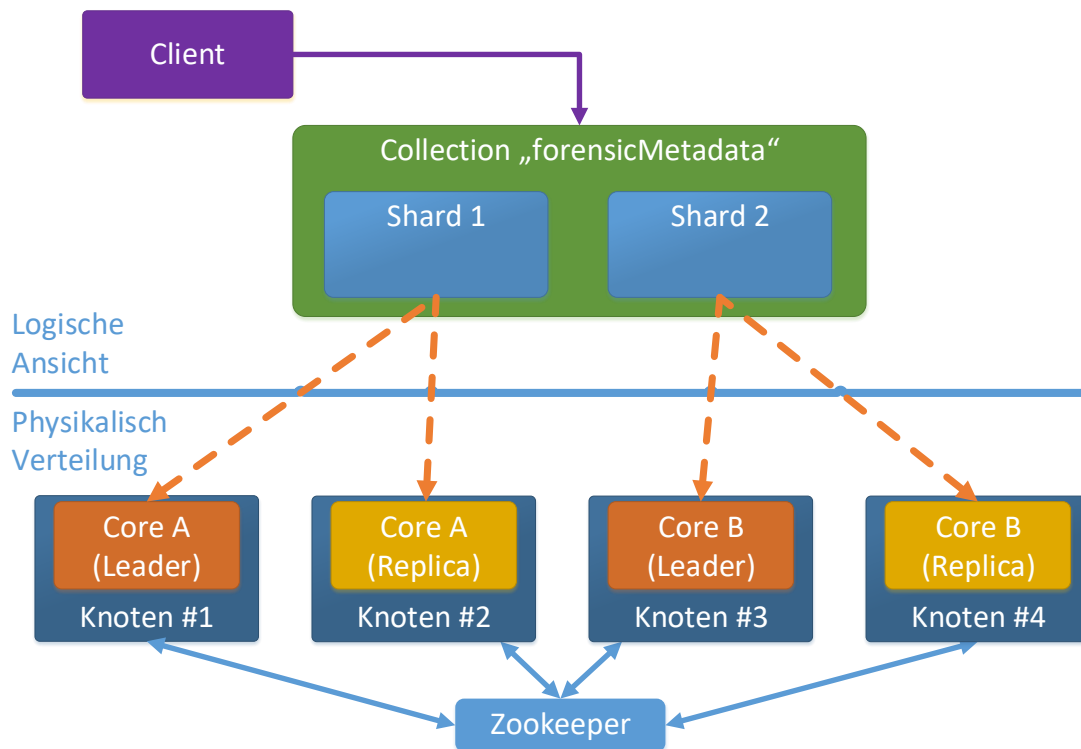 Client
Collection „forensicMetadata“
Shard 1
Shard 2
Logische
Ansicht
Physikalisch
Verteilung
Core A
(Leader)
Knoten #1
Core A
(Replica)
Knoten #2
Core B
(Leader)
Knoten #3
Core B
(Replica)
Knoten #4
Zookeeper